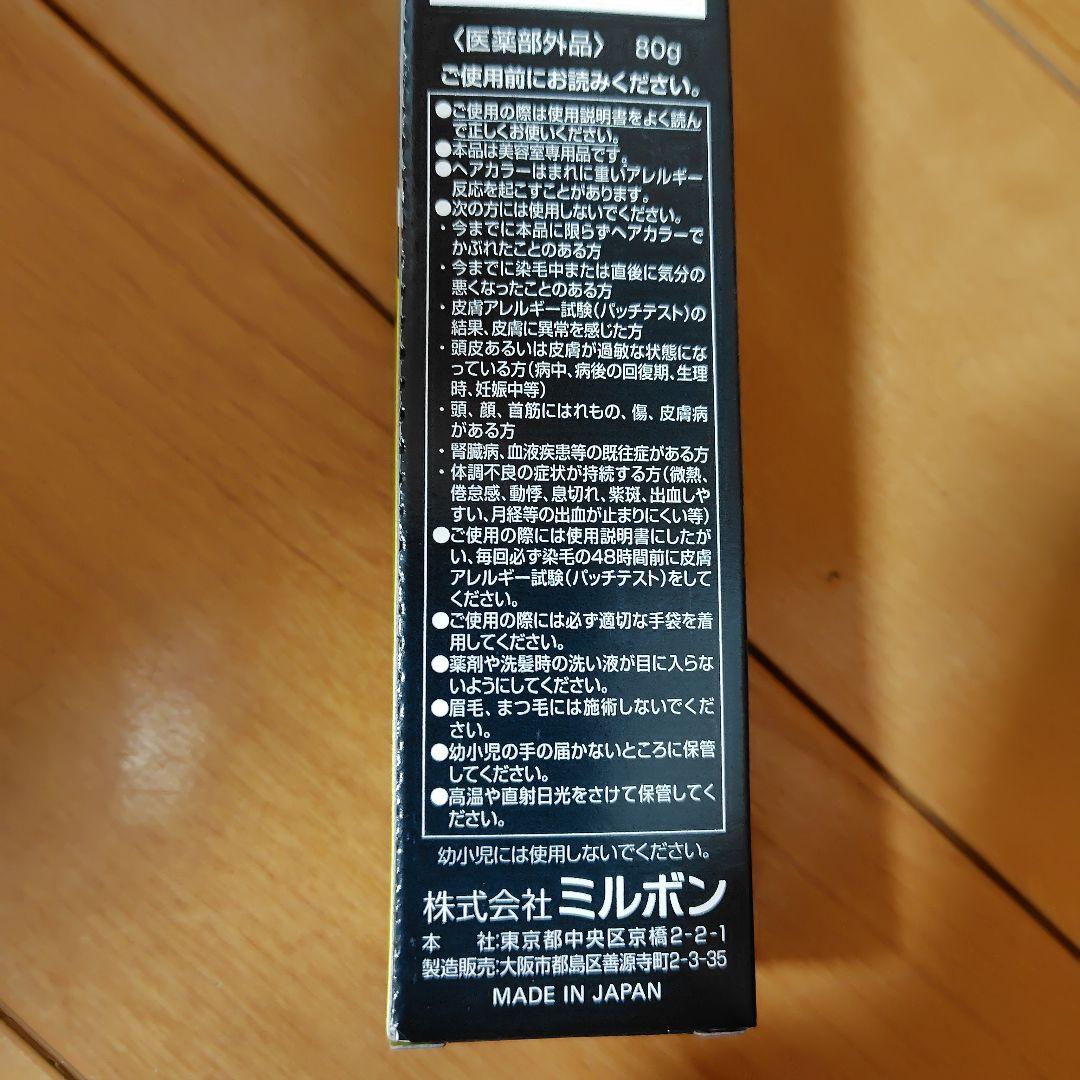 〈医薬部外品〉 80g
ご使用前にお読みください。
●ご使用の際は使用説明書をよく読ん
で正しくお使いください。
●本品は美容室専用品です。
●ヘアカラーはまれに重いアレルギー
反応を起こすことがあります。
●次の方には使用しないでください。
・今までに本品に限らずヘアカラーで
かぶれたことのある方
・今までに染毛中または直後に気分の
悪くなったことのある方
・皮膚アレルギー試験(パッチテスト)の
結果、皮膚に異常を感じた方
・頭皮あるいは皮膚が過敏な状態にな
っている方(病中、病後の回復期、生理
時、妊娠中等)
・頭、顔、首筋にはれもの、傷、皮膚病
がある方
・腎臓病、血液疾患等の既往症がある方
・体調不良の症状が持続する方(微熱、
倦怠感、動悸、息切れ、紫斑、出血しや
すい、月経等の出血が止まりにくい等)
●ご使用の際には使用説明書にしたが
い、毎回必ず染毛の48時間前に皮膚
アレルギー試験(パッチテスト)をして
ください。
●ご使用の際には必ず適切な手袋を着
用してください。
●薬剤や洗髪時の洗い液が目に入らな
いようにしてください。
●眉毛、まつ毛には施術しないでくだ
さい。
●幼小児の手の届かないところに保管
してください。
●高温や直射日光をさけて保管してく
ださい。
幼小児には使用しないでください。
株式会社 ミルボン
本 社:東京都中央区京橋2-2-1
製造販売:大阪市都島区善源寺町2-3-35
MADE IN JAPAN